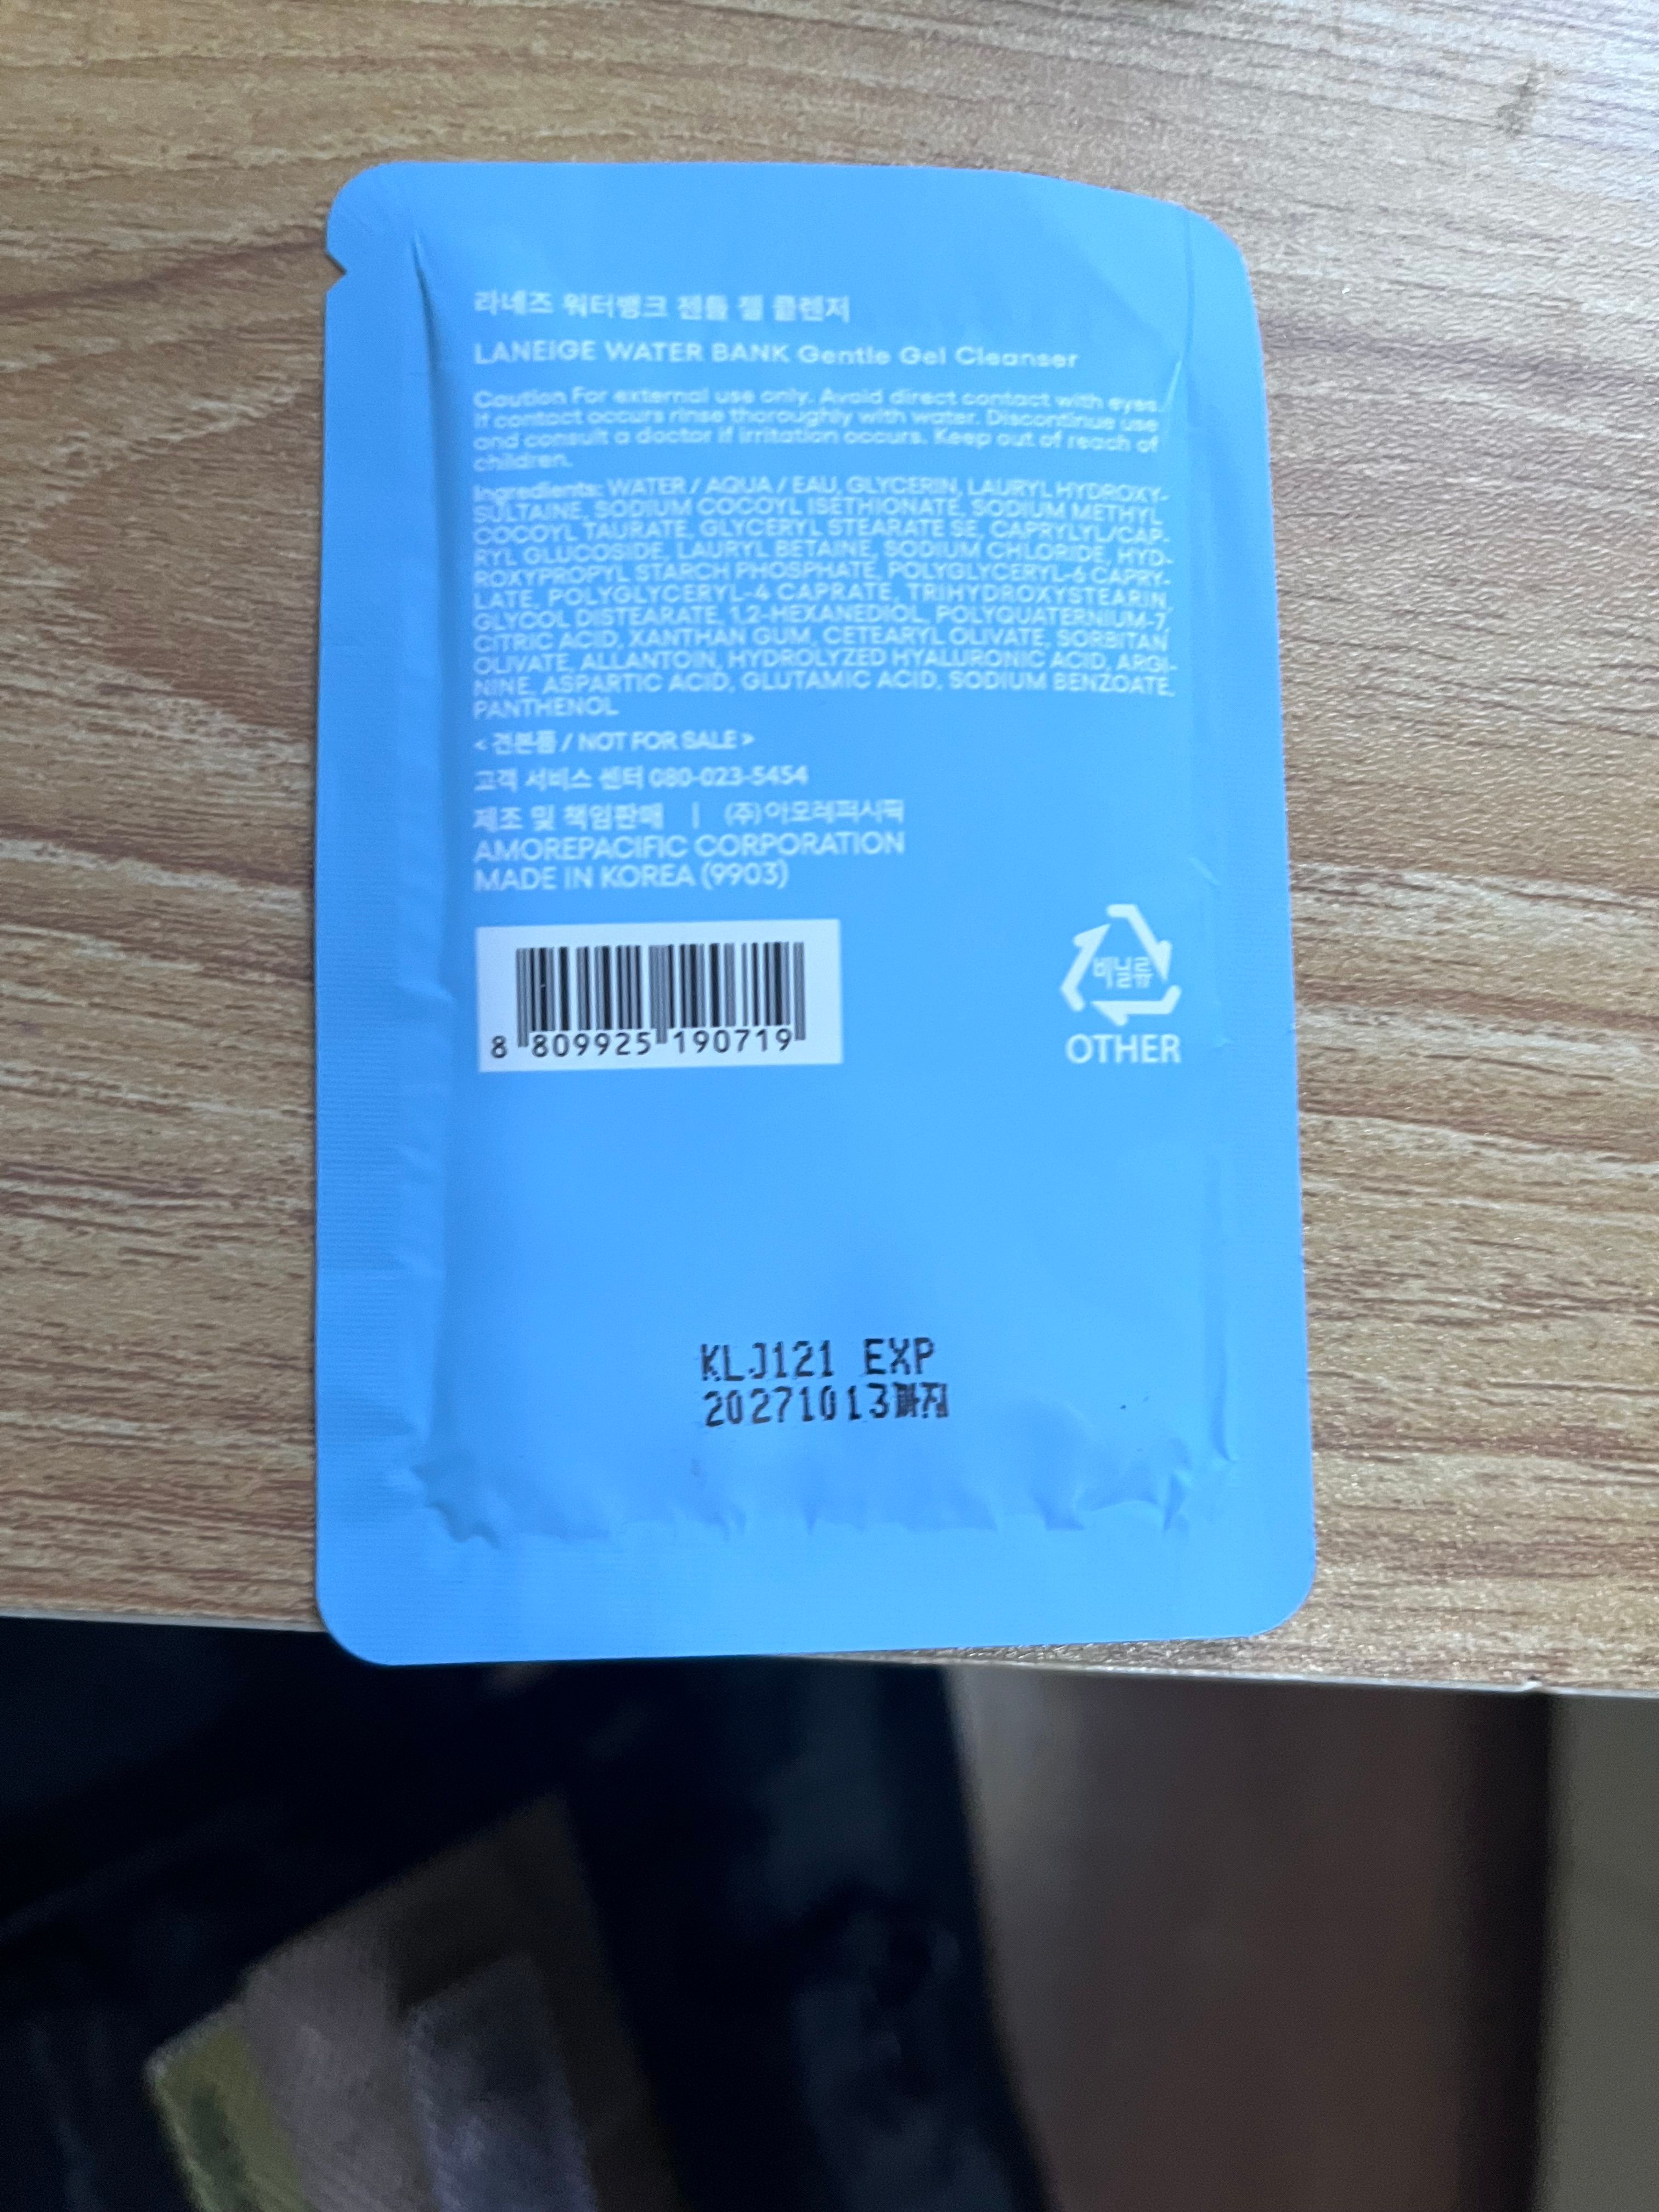 라네즈 워터뱅크 젠틀 젤 클렌저
LANEIGE WATER BANK Gentle Gel Cleanser
Caution For external use only. Avoid direct contact with eyes.
If contact occurs rinse thoroughly with water. Discontinue use
and consult a doctor if irritation occurs. Keep out of reach of
children.
Ingredients: WATER / AQUA / EAU, GLYCERIN, LAURYL HYDROXY-
SULTAINE, SODIUM COCOYL ISETHIONATE, SODIUM METHYL
COCOYL TAURATE, GLYCERYL STEARATE SE, CAPRYLYL/CAP-
RYL GLUCOSIDE, LAURYL BETAINE, SODIUM CHLORIDE, HYD-
ROXYPROPYL STARCH PHOSPHATE, POLYGLYCERYL-6 CAPRY-
LATE, POLYGLYCERYL-4 CAPRATE, TRIHYDROXYSTEARIN,
GLYCOL DISTEARATE, 1,2-HEXANEDIOL, POLYQUATERNIUM-7,
CITRIC ACID, XANTHAN GUM, CETEARYL OLIVATE, SORBITAN
OLIVATE, ALLANTOIN, HYDROLYZED HYALURONIC ACID, ARGI-
NINE, ASPARTIC ACID, GLUTAMIC ACID, SODIUM BENZOATE,
PANTHENOL
< 견본품 / NOT FOR SALE >
고객 서비스 센터 080-023-5454
제조 및 책임판매 | (주)아모레퍼시픽
AMOREPACIFIC CORPORATION
MADE IN KOREA (9903)
8 809925 190719
비닐류
OTHER
KLJ121 EXP
20271013까지